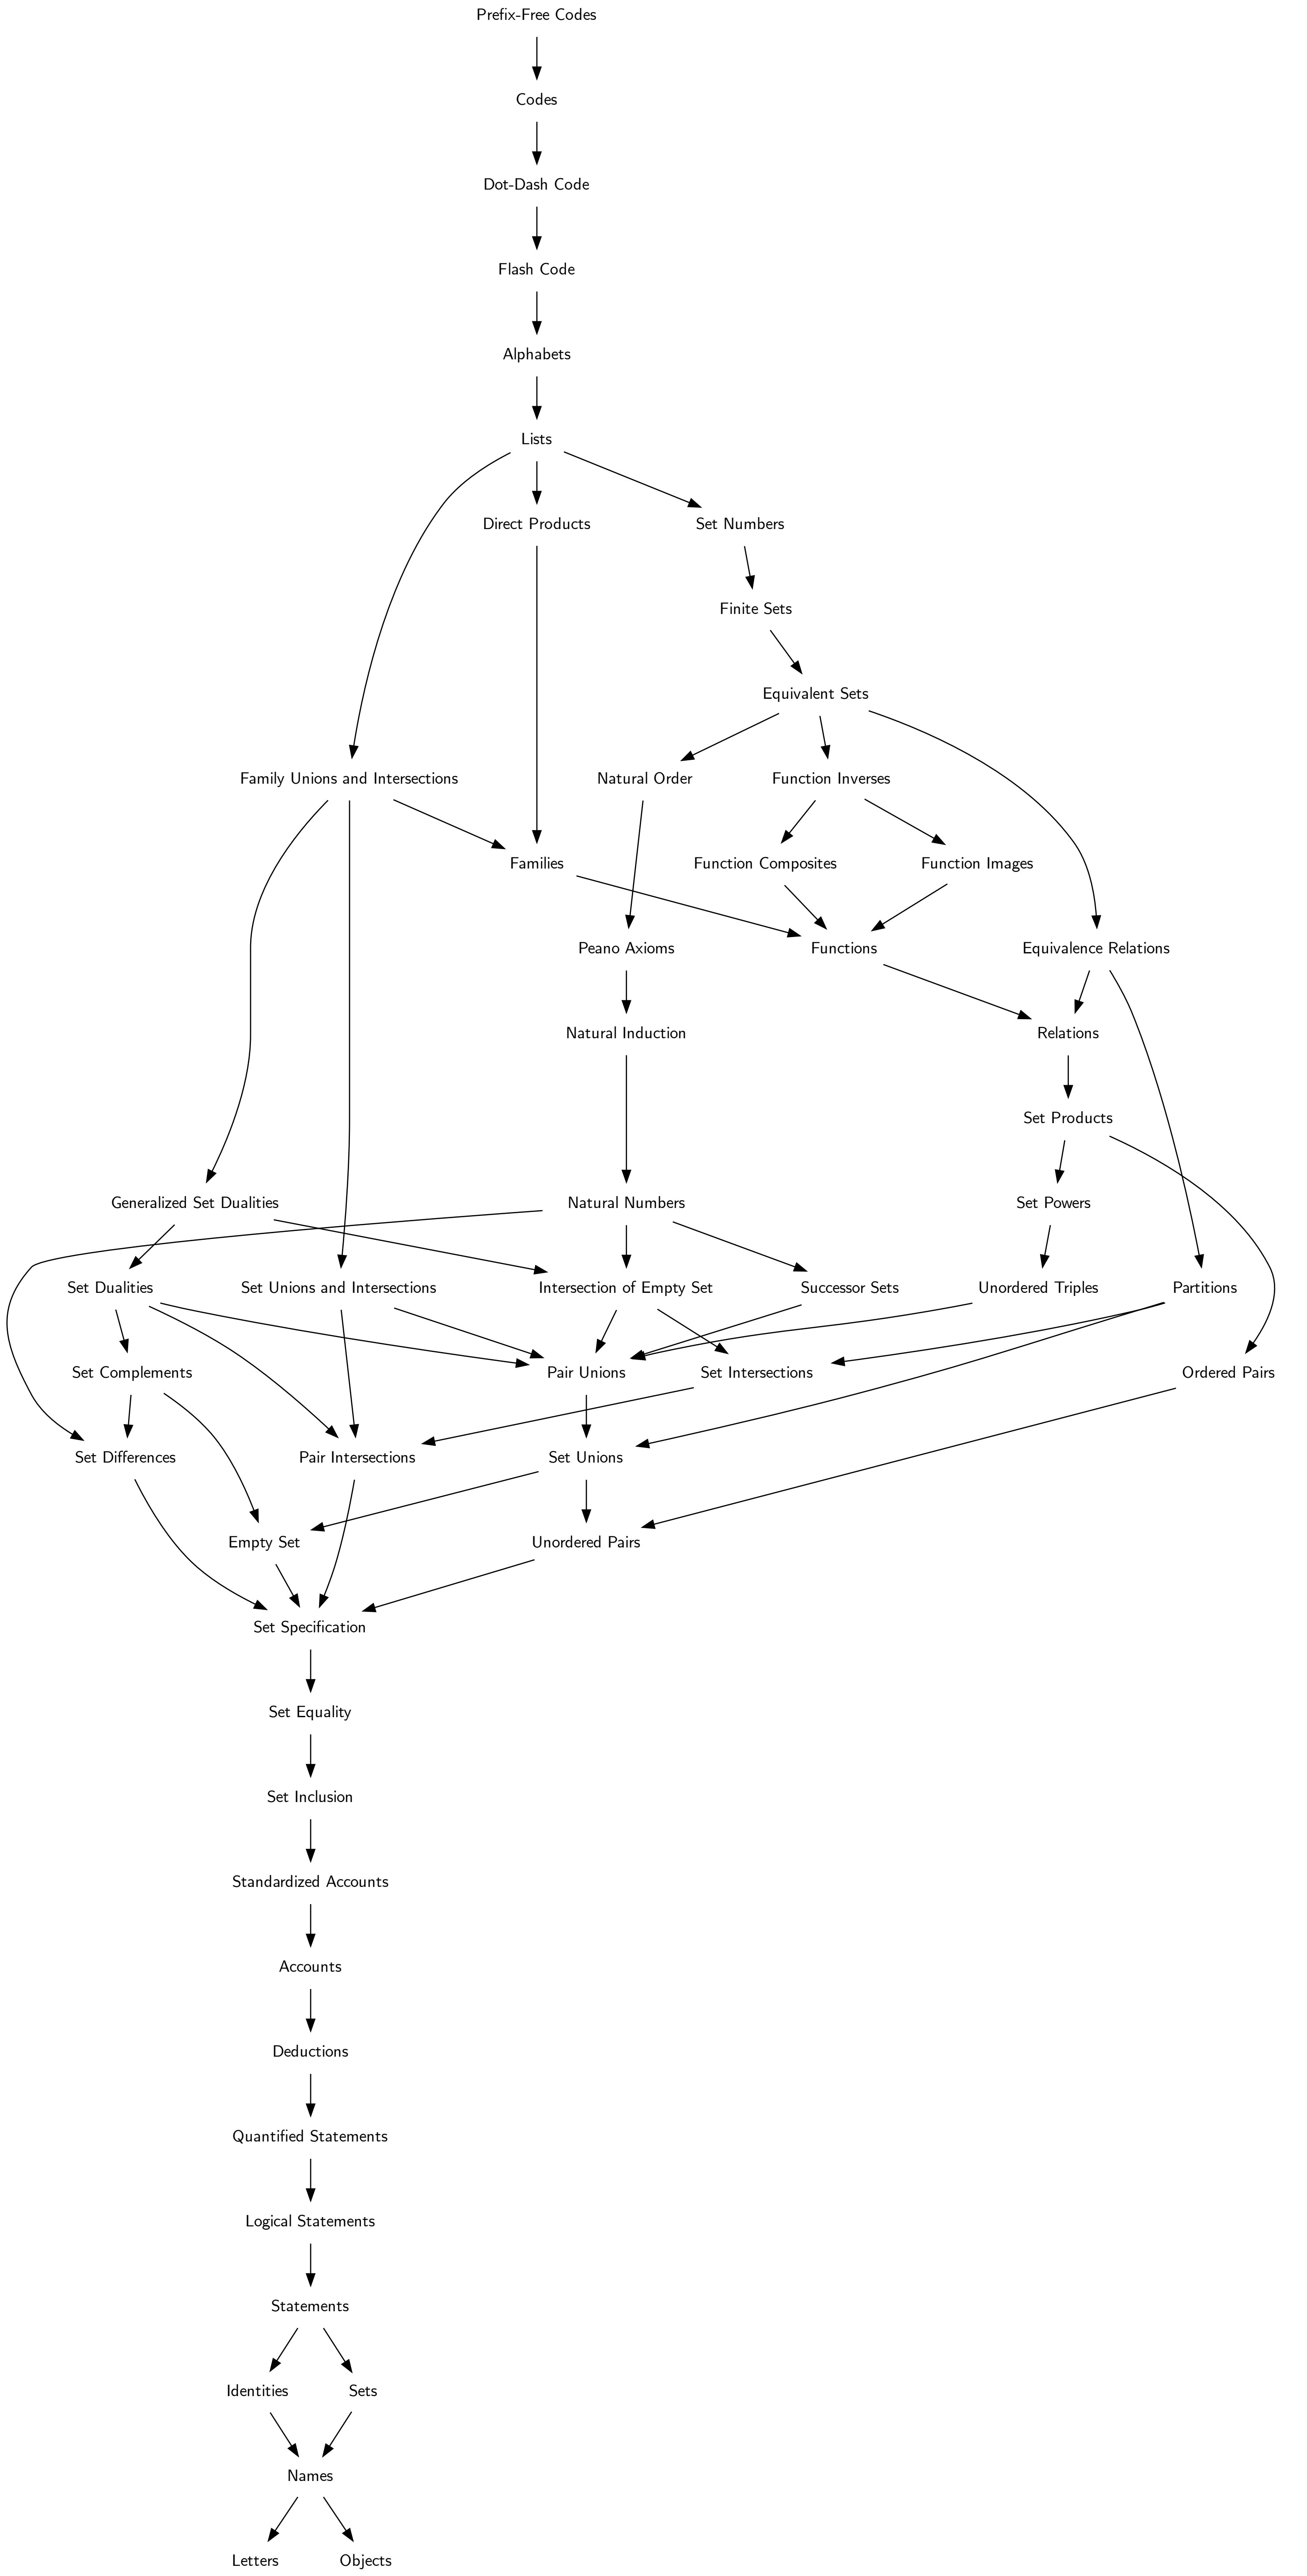 Prefix-Free Codes
Codes
Dot-Dash Code
Flash Code
Alphabets
Lists
Direct Products
Set Numbers
Finite Sets
Equivalent Sets
Family Unions and Intersections
Natural Order
Function Inverses
Families
Function Composites
Function Images
Peano Axioms
Functions
Equivalence Relations
Natural Induction
Relations
Set Products
Generalized Set Dualities
Natural Numbers
Set Powers
Set Dualities
Set Unions and Intersections
Intersection of Empty Set
Successor Sets
Unordered Triples
Partitions
Set Complements
Pair Unions
Set Intersections
Ordered Pairs
Set Differences
Pair Intersections
Set Unions
Empty Set
Unordered Pairs
Set Specification
Set Equality
Set Inclusion
Standardized Accounts
Accounts
Deductions
Quantified Statements
Logical Statements
Statements
Identities
Sets
Names
Letters
Objects